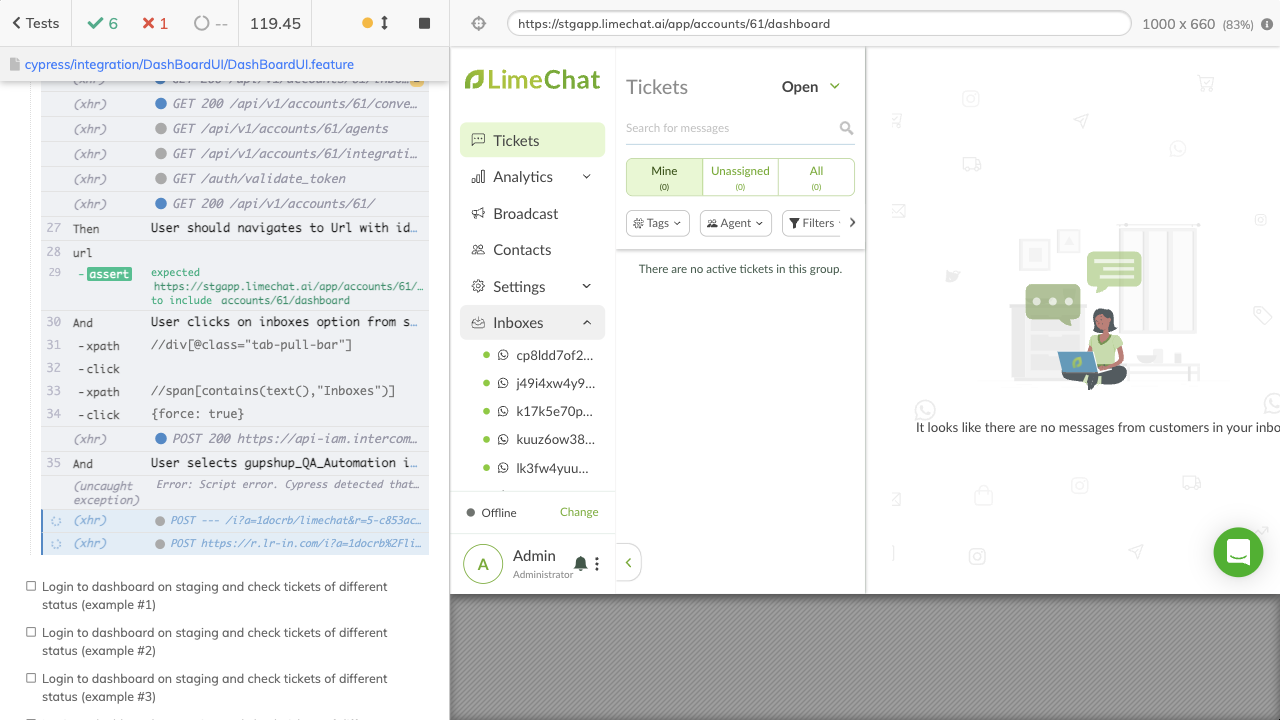 Tests
6
1
--
119.45
https://stgapp.limechat.ai/app/accounts/61/dashboard
1000 x 660 (83%)
cypress/integration/DashBoardUI/DashBoardUI.feature
(xhr) GET 200 /api/v1/accounts/61/conve...
(xhr) GET /api/v1/accounts/61/agents
(xhr) GET /api/v1/accounts/61/integrati...
(xhr) GET /auth/validate_token
(xhr) GET 200 /api/v1/accounts/61/
27 Then User should navigates to Url with id...
28 url
29 -assert expected
https://stgapp.limechat.ai/app/accounts/61/...
to include accounts/61/dashboard
30 And User clicks on inboxes option from s...
31 -xpath //div[@class="tab-pull-bar"]
32 -click
33 -xpath //span[contains(text(),"Inboxes")]
34 -click {force: true}
(xhr) POST 200 https://api-iam.intercom...
35 And User selects gupshup_QA_Automation i...
(uncaught exception) Error: Script error. Cypress detected that...
(xhr) POST --- /i?a=1docrb/limechat&r=5-c853ac...
(xhr) POST https://r.lr-in.com/i?a=1docrb%2Fli...
Login to dashboard on staging and check tickets of different
status (example #1)
Login to dashboard on staging and check tickets of different
status (example #2)
Login to dashboard on staging and check tickets of different
status (example #3)
LimeChat
Tickets
Analytics
Broadcast
Contacts
Settings
Inboxes
cp8ldd7of2...
j49i4xw4y9...
k17k5e70p...
kuuz6ow38...
lk3fw4yuu...
Offline Change
A
Admin
Administrator
Tickets Open
Search for messages
Mine Unassigned All
(0) (0) (0)
Tags Agent Filters
There are no active tickets in this group.
It looks like there are no messages from customers in your inbo